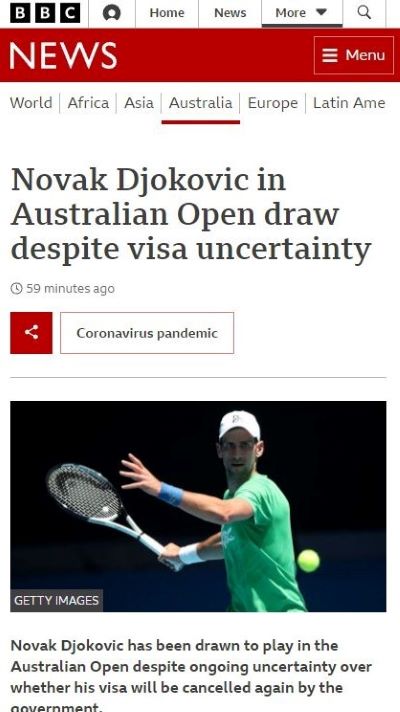 BBC Home News More
NEWS Menu
World Africa Asia Australia Europe Latin Ame
Novak Djokovic in
Australian Open draw
despite visa uncertainty
59 minutes ago
Coronavirus pandemic
GETTY IMAGES
Novak Djokovic has been drawn to play in the
Australian Open despite ongoing uncertainty over
whether his visa will be cancelled again by the
government.